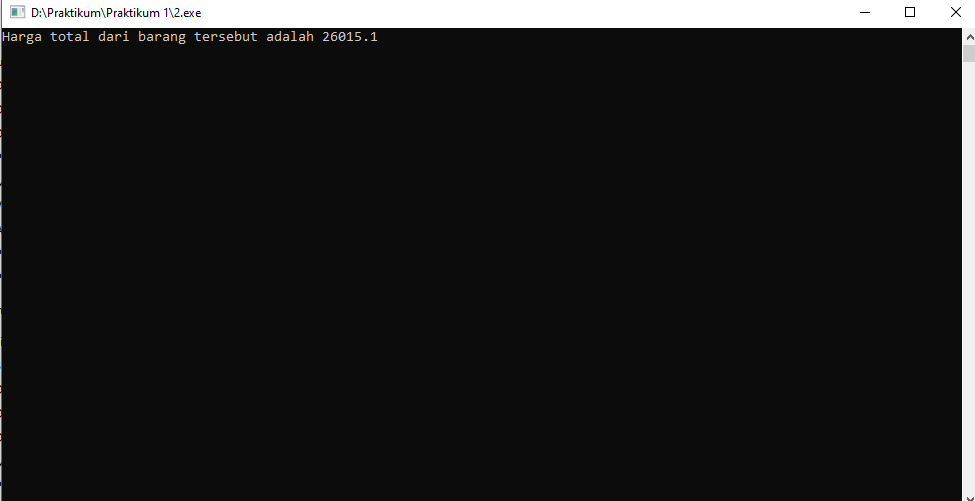 D:\Praktikum\Praktikum 1\2.exe
Harga total dari barang tersebut adalah 26015.1